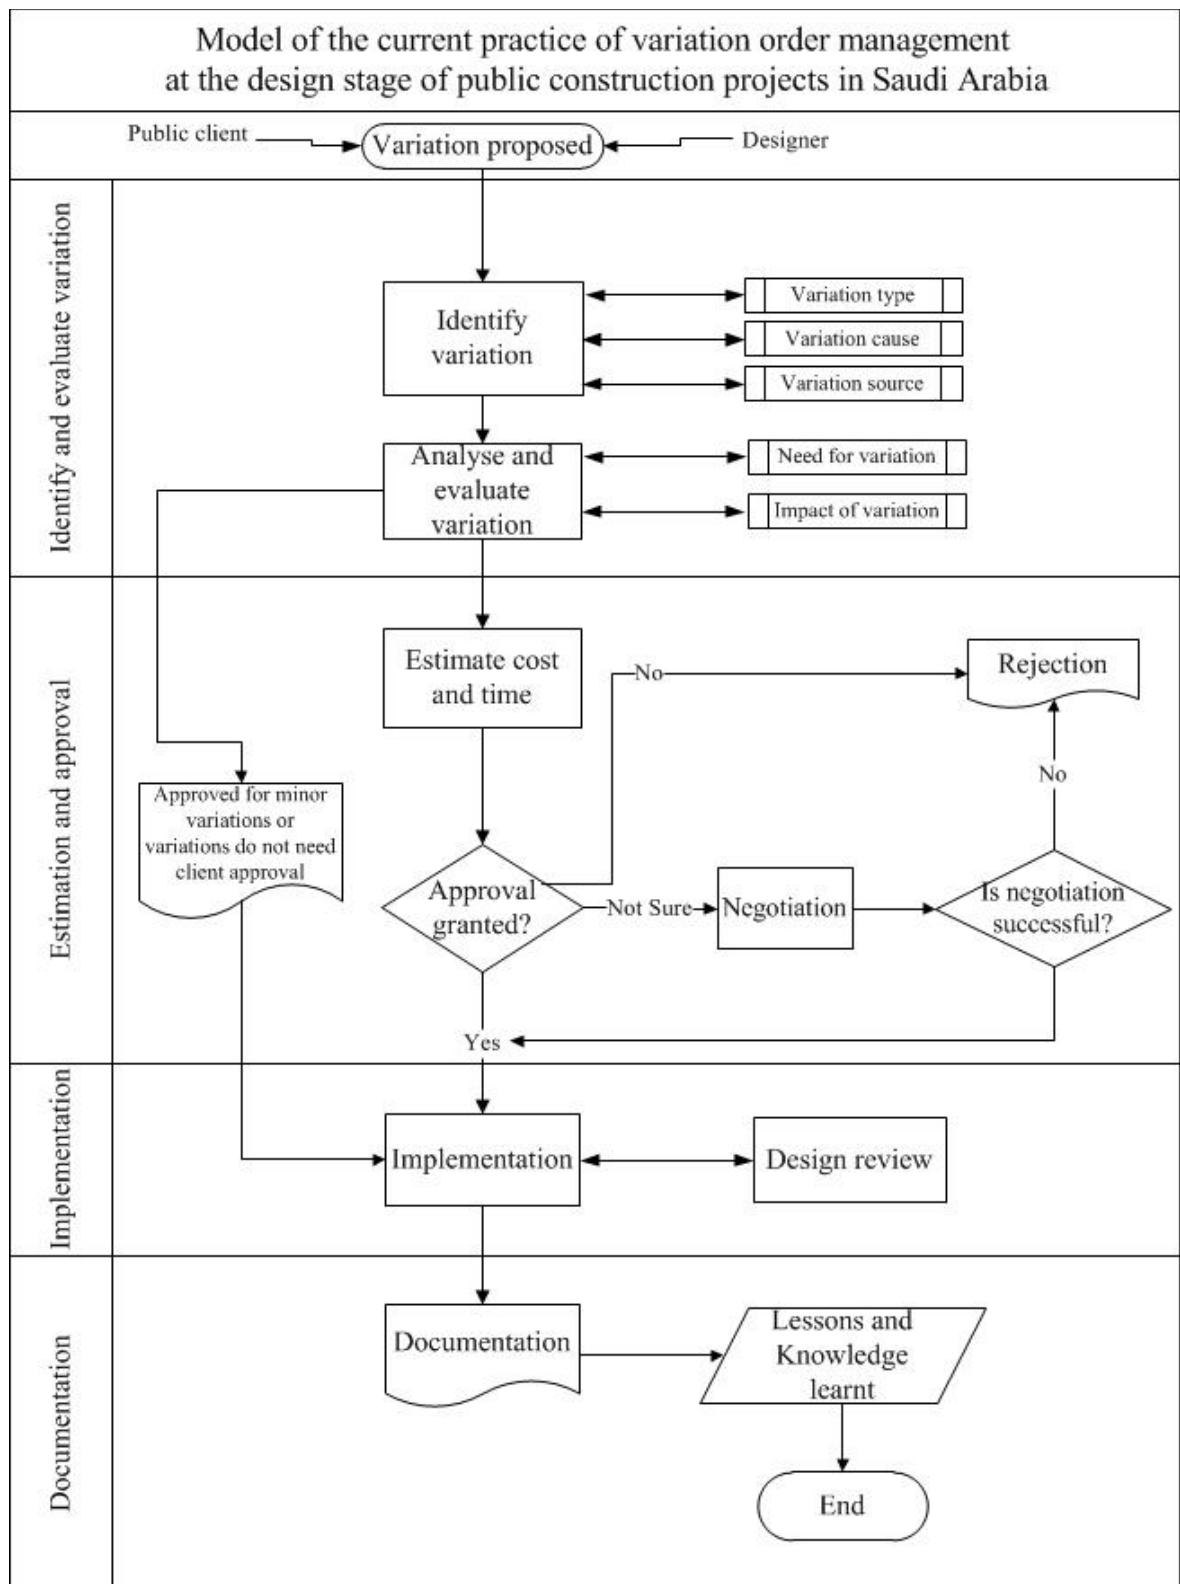 Model of the current practice of variation order management
at the design stage of public construction projects in Saudi Arabia
Public client
Variation proposed
Designer
Identify and evaluate variation
Identify
variation
Variation type
Variation cause
Variation source
Analyse and
evaluate
variation
Need for variation
Impact of variation
Estimation and approval
Estimate cost
and time
No
Rejection
Approved for minor
variations or
variations do not need
client approval
No
Approval
granted?
Not Sure
Negotiation
Is negotiation
successful?
Yes
Implementation
Implementation
Design review
Documentation
Documentation
Lessons and
Knowledge
learnt
End